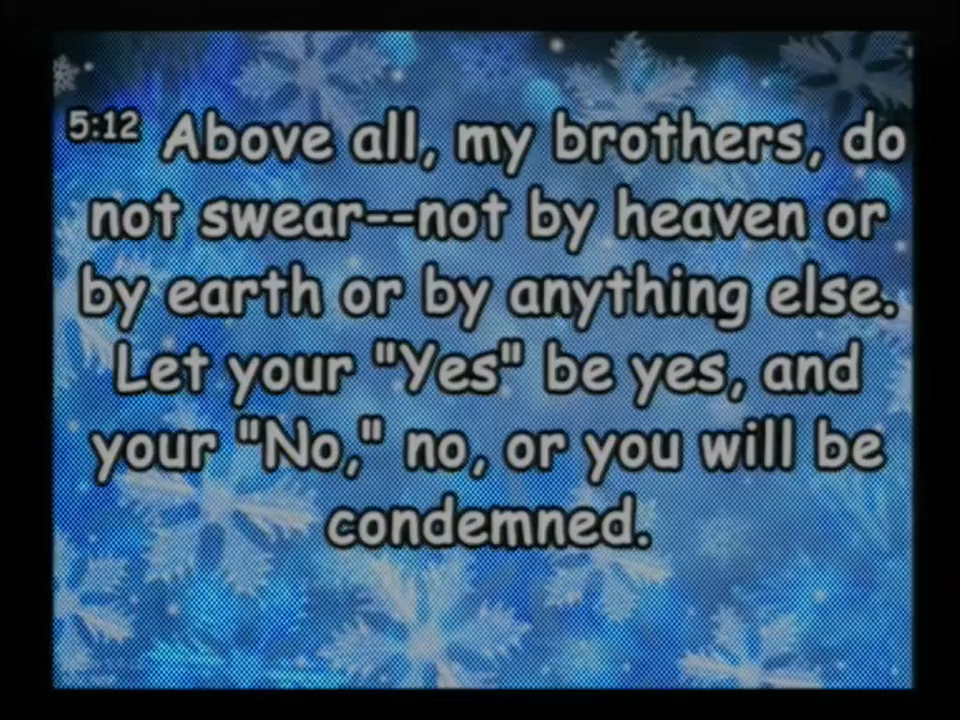 5:12 Above all, my brothers, do
not swear--not by heaven or
by earth or by anything else.
Let your "Yes" be yes, and
your "No," no, or you will be
condemned.